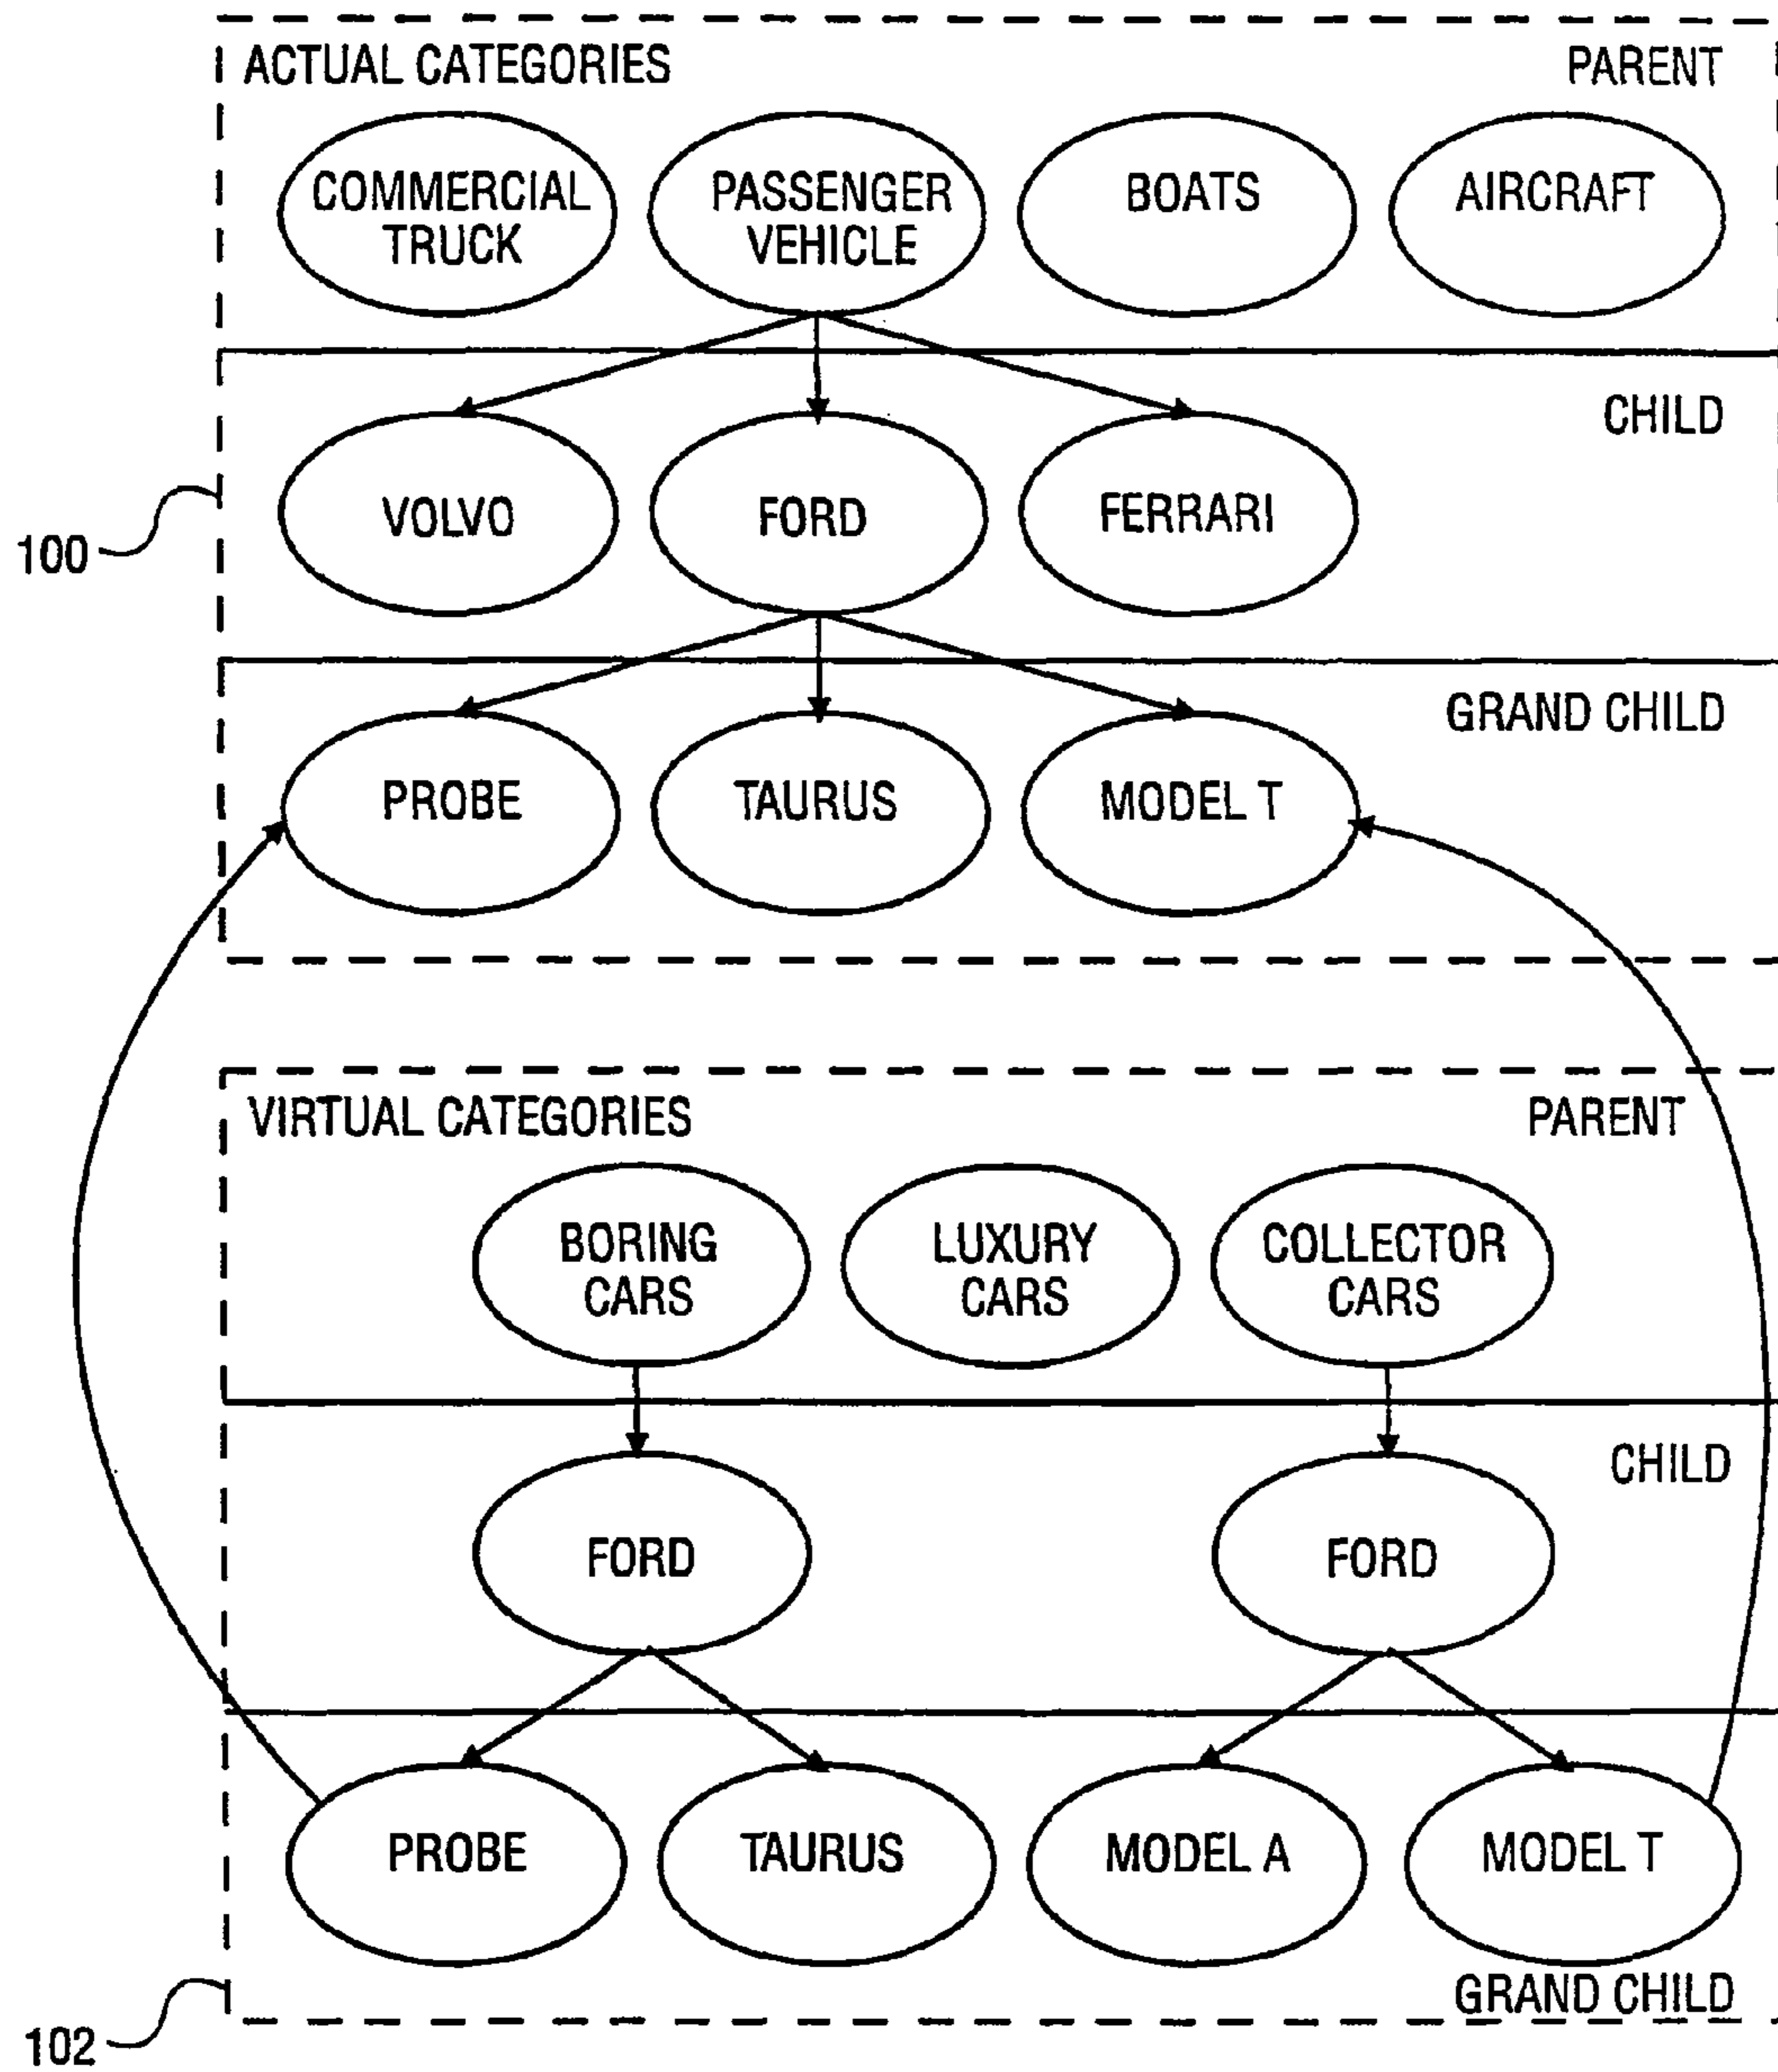 ACTUAL CATEGORIES PARENT
COMMERCIAL TRUCK
PASSENGER VEHICLE
BOATS
AIRCRAFT
CHILD
VOLVO
FORD
FERRARI
100
GRAND CHILD
PROBE
TAURUS
MODEL T
VIRTUAL CATEGORIES PARENT
BORING CARS
LUXURY CARS
COLLECTOR CARS
CHILD
FORD
FORD
PROBE
TAURUS
MODEL A
MODEL T
GRAND CHILD
102